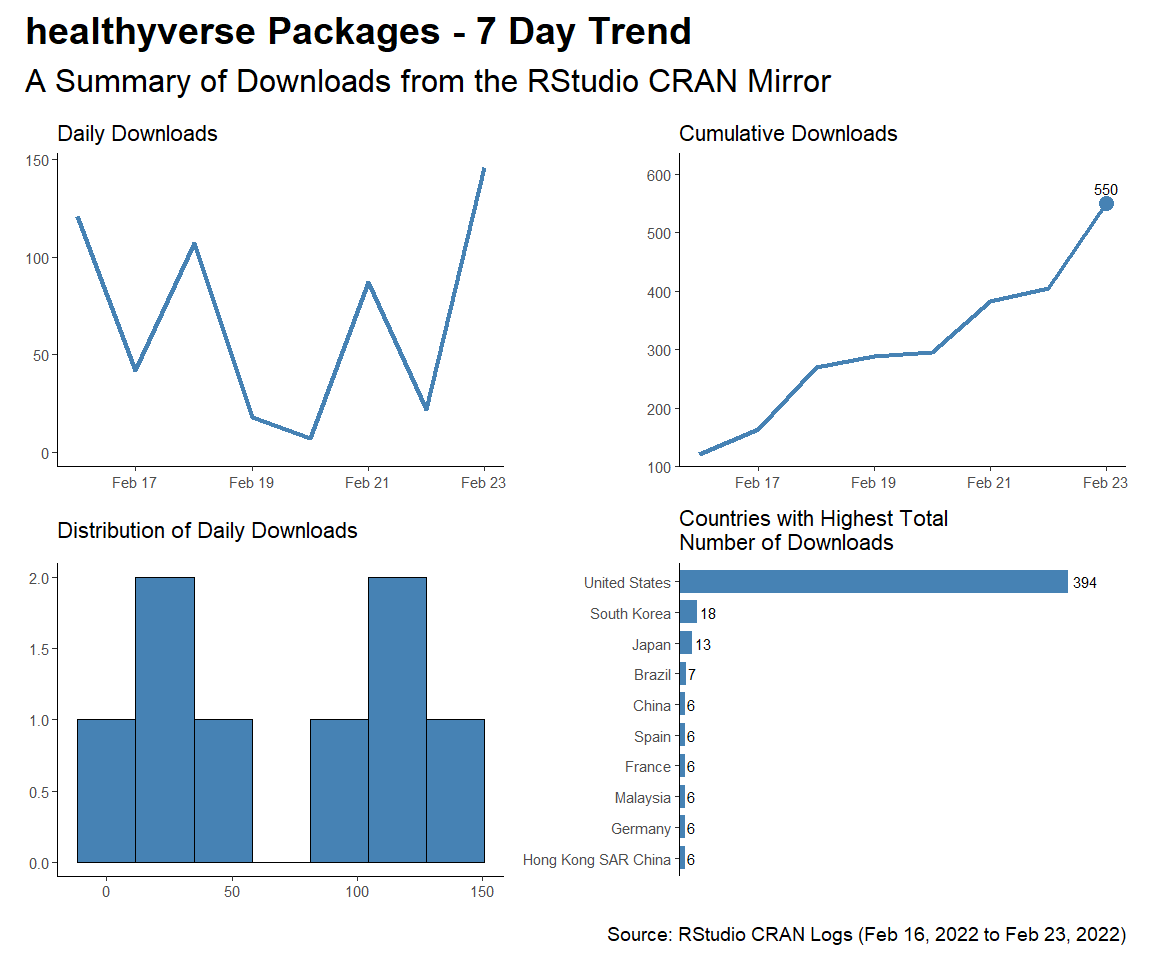 healthyverse Packages - 7 Day Trend
A Summary of Downloads from the RStudio CRAN Mirror
Daily Downloads
150
100
50
0
Feb 17 Feb 19 Feb 21 Feb 23
Cumulative Downloads
600
500
400
300
200
100
550
Feb 17 Feb 19 Feb 21 Feb 23
Distribution of Daily Downloads
2.0
1.5
1.0
0.5
0.0
0 50 100 150
Countries with Highest Total
Number of Downloads
United States 394
South Korea 18
Japan 13
Brazil 7
China 6
Spain 6
France 6
Malaysia 6
Germany 6
Hong Kong SAR China 6
Source: RStudio CRAN Logs (Feb 16, 2022 to Feb 23, 2022)